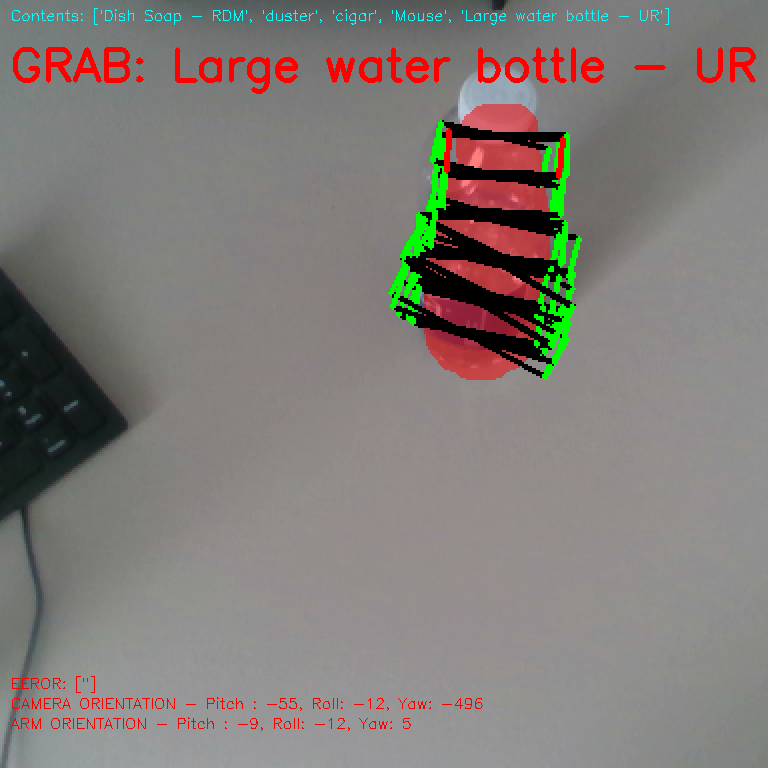 Contents: ['Dish Soap – RDM', 'duster', 'cigar', 'Mouse', 'Large water bottle – UR']
GRAB: Large water bottle – UR
EEROR: ['']
CAMERA ORIENTATION – Pitch : –55, Roll: –12, Yaw: –496
ARM ORIENTATION – Pitch : –9, Roll: –12, Yaw: 5